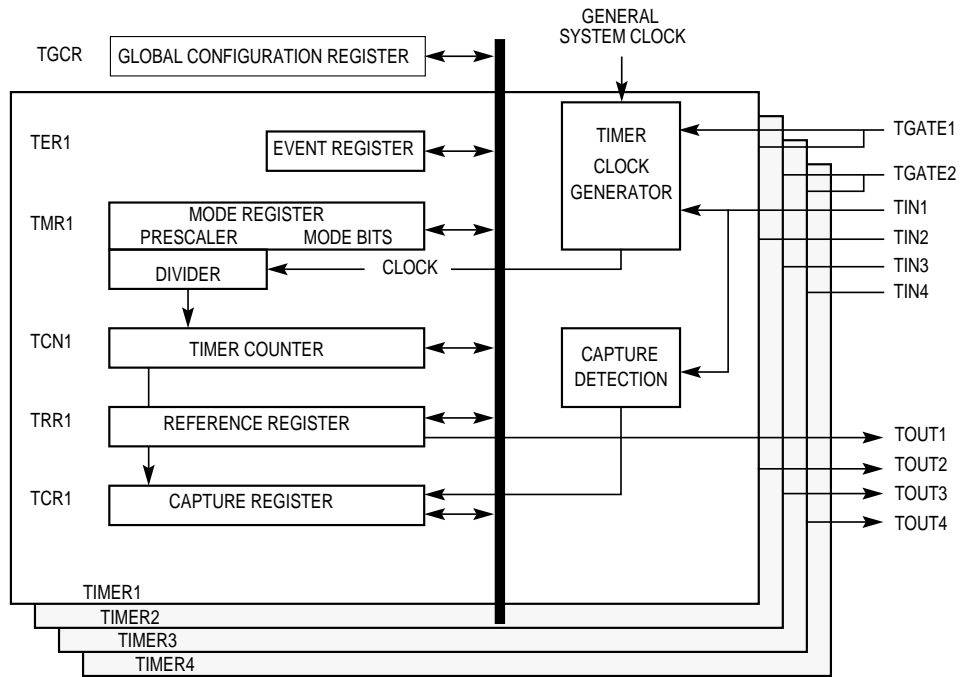 GENERAL
SYSTEM CLOCK
TGCR
GLOBAL CONFIGURATION REGISTER
TER1
EVENT REGISTER
TIMER
CLOCK
GENERATOR
TGATE1
TGATE2
TMR1
MODE REGISTER
PRESCALER MODE BITS
DIVIDER
CLOCK
TIN1
TIN2
TIN3
TIN4
TCN1
TIMER COUNTER
CAPTURE
DETECTION
TRR1
REFERENCE REGISTER
TOUT1
TOUT2
TOUT3
TOUT4
TCR1
CAPTURE REGISTER
TIMER1
TIMER2
TIMER3
TIMER4